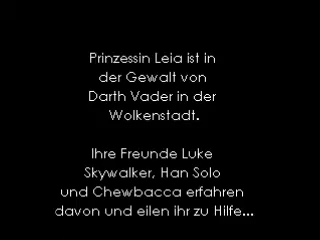 Prinzessin Leia ist in
der Gewalt von
Darth Vader in der
Wolkenstadt.
Ihre Freunde Luke
Skywalker, Han Solo
und Chewbacca erfahren
davon und eilen ihr zu Hilfe...